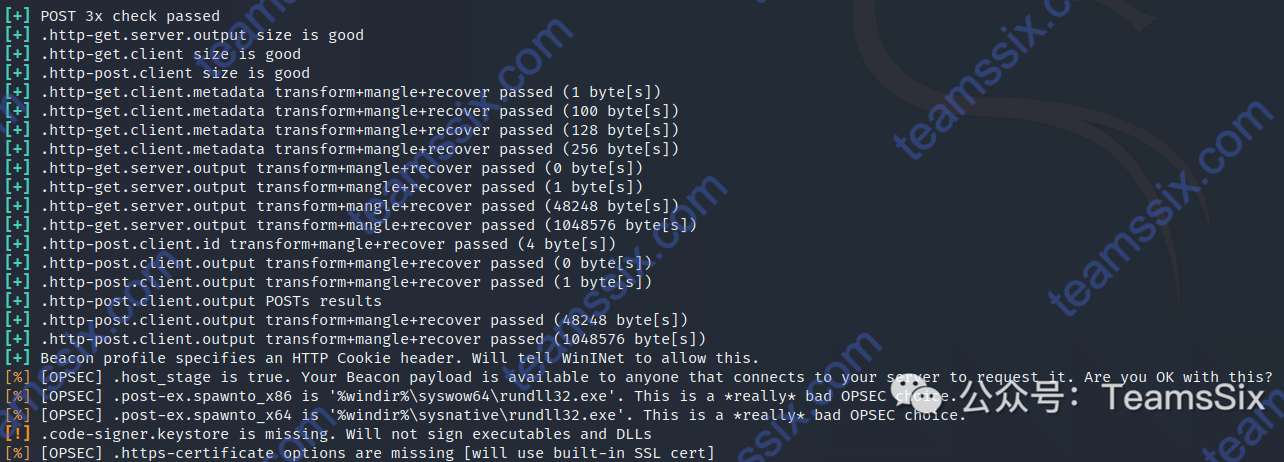 [+] POST 3x check passed
[+] .http-get.server.output size is good
[+] .http-get.client size is good
[+] .http-post.client size is good
[+] .http-get.client.metadata transform+mangle+recover passed (1 byte[s])
[+] .http-get.client.metadata transform+mangle+recover passed (100 byte[s])
[+] .http-get.client.metadata transform+mangle+recover passed (128 byte[s])
[+] .http-get.client.metadata transform+mangle+recover passed (256 byte[s])
[+] .http-get.server.output transform+mangle+recover passed (0 byte[s])
[+] .http-get.server.output transform+mangle+recover passed (1 byte[s])
[+] .http-get.server.output transform+mangle+recover passed (48248 byte[s])
[+] .http-get.server.output transform+mangle+recover passed (1048576 byte[s])
[+] .http-post.client.id transform+mangle+recover passed (4 byte[s])
[+] .http-post.client.output transform+mangle+recover passed (0 byte[s])
[+] .http-post.client.output transform+mangle+recover passed (1 byte[s])
[+] .http-post.client.output POSTs results
[+] .http-post.client.output transform+mangle+recover passed (48248 byte[s])
[+] .http-post.client.output transform+mangle+recover passed (1048576 byte[s])
[+] Beacon profile specifies an HTTP Cookie header. Will tell WinINet to allow this.
[%] [OPSEC] .host_stage is true. Your Beacon payload is available to anyone that connects to your server to request it. Are you OK with this?
[%] [OPSEC] .post-ex.spawnto_x86 is '%windir%\syswow64\rundll32.exe'. This is a *really* bad OPSEC choice.
[%] [OPSEC] .post-ex.spawnto_x64 is '%windir%\sysnative\rundll32.exe'. This is a *really* bad OPSEC choice.
[!] .code-signer.keystore is missing. Will not sign executables and DLLs
[%] [OPSEC] .https-certificate options are missing [will use built-in SSL cert]
公众号：TeamsSix
teamssix.com
teamssix.com
teamssix.com
teamssix.com
teamssix.com
teamssix.com